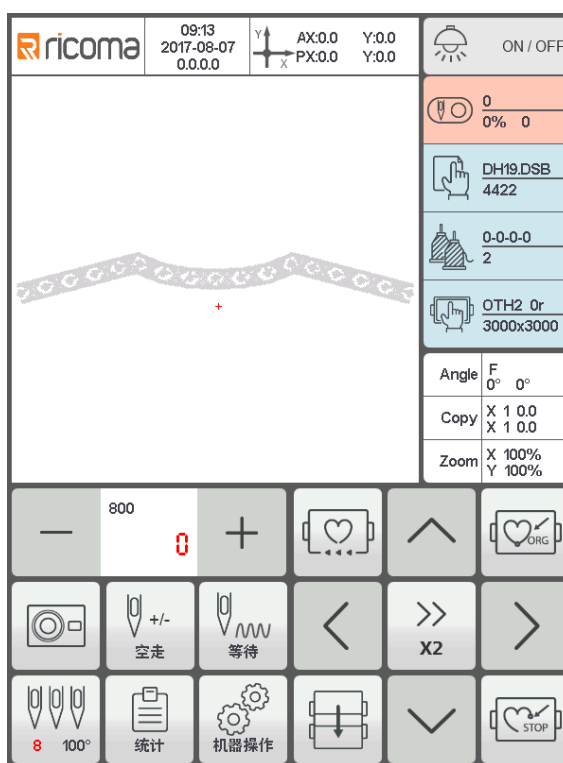 ricoma
09:13
2017-08-07
0.0.0.0
Y
X
AX:0.0 Y:0.0
PX:0.0 Y:0.0
ON / OFF
0
0% 0
DH19.DSB
4422
0-0-0-0
2
OTH2 0r
3000x3000
Angle
F
0° 0°
Copy
X 1 0.0
X 1 0.0
Zoom
X 100%
Y 100%
800
0
ORG
+/-
空走
等待
X2
8 100°
统计
机器操作
STOP